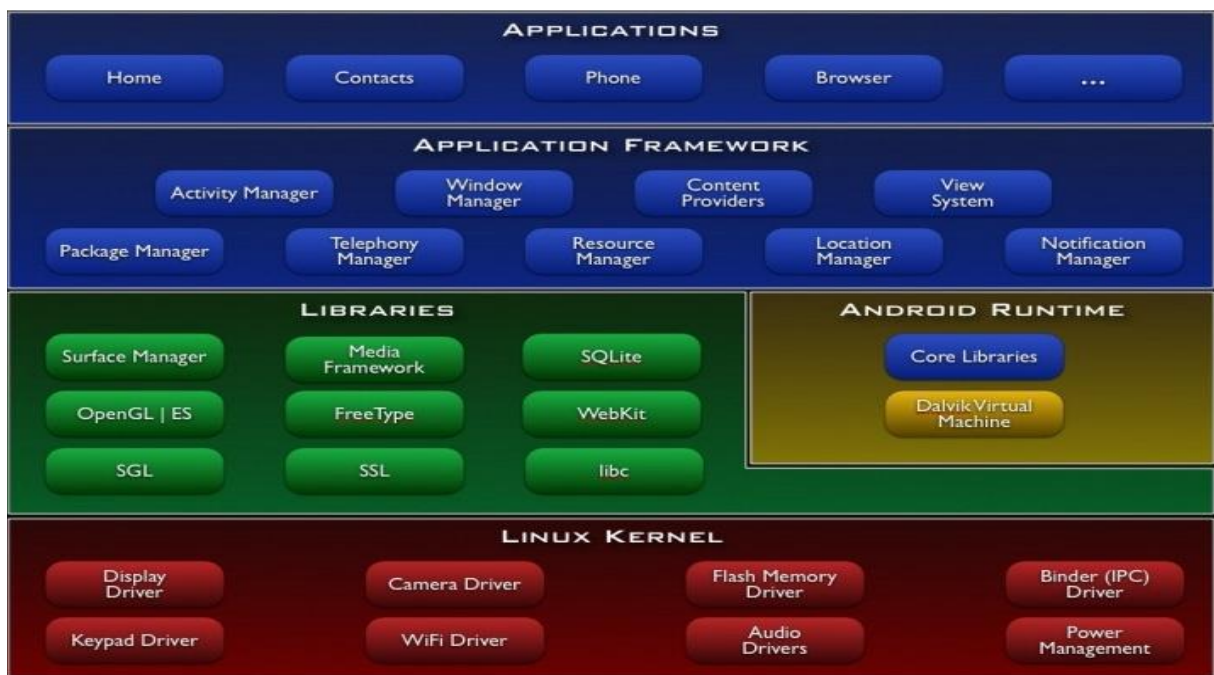 APPLICATIONS
Home
Contacts
Phone
Browser
...
APPLICATION FRAMEWORK
Activity Manager
Window
Manager
Content
Providers
View
System
Package Manager
Telephony
Manager
Resource
Manager
Location
Manager
Notification
Manager
LIBRARIES
Surface Manager
Media
Framework
SQLite
OpenGL | ES
FreeType
WebKit
SGL
SSL
libc
ANDROID RUNTIME
Core Libraries
Dalvik Virtual
Machine
LINUX KERNEL
Display
Driver
Camera Driver
Flash Memory
Driver
Binder (IPC)
Driver
Keypad Driver
WiFi Driver
Audio
Drivers
Power
Management